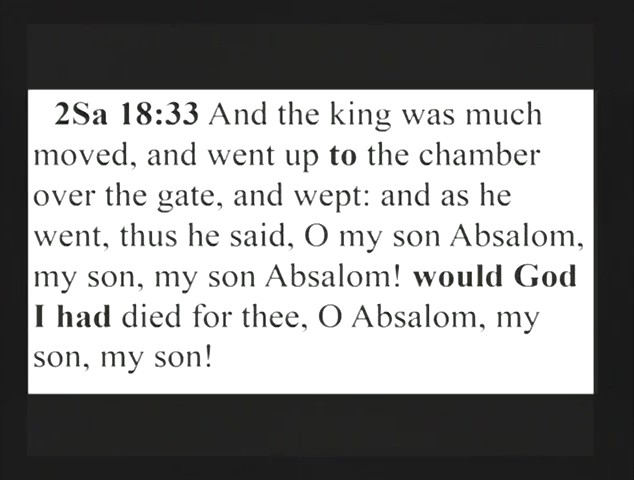 2Sa 18:33 And the king was much
moved, and went up to the chamber
over the gate, and wept: and as he
went, thus he said, O my son Absalom,
my son, my son Absalom! would God
I had died for thee, O Absalom, my
son, my son!